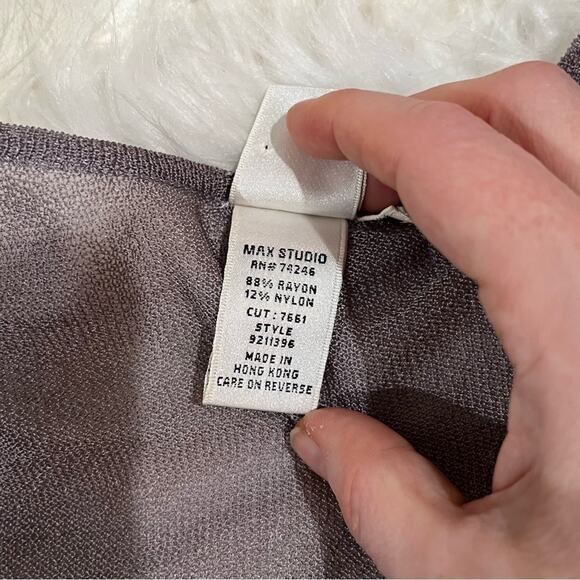 MAX STUDIO
RN# 74246
88% RAYON
12% NYLON
CUT: 7661
STYLE
9211396
MADE IN
HONG KONG
CARE ON REVERSE